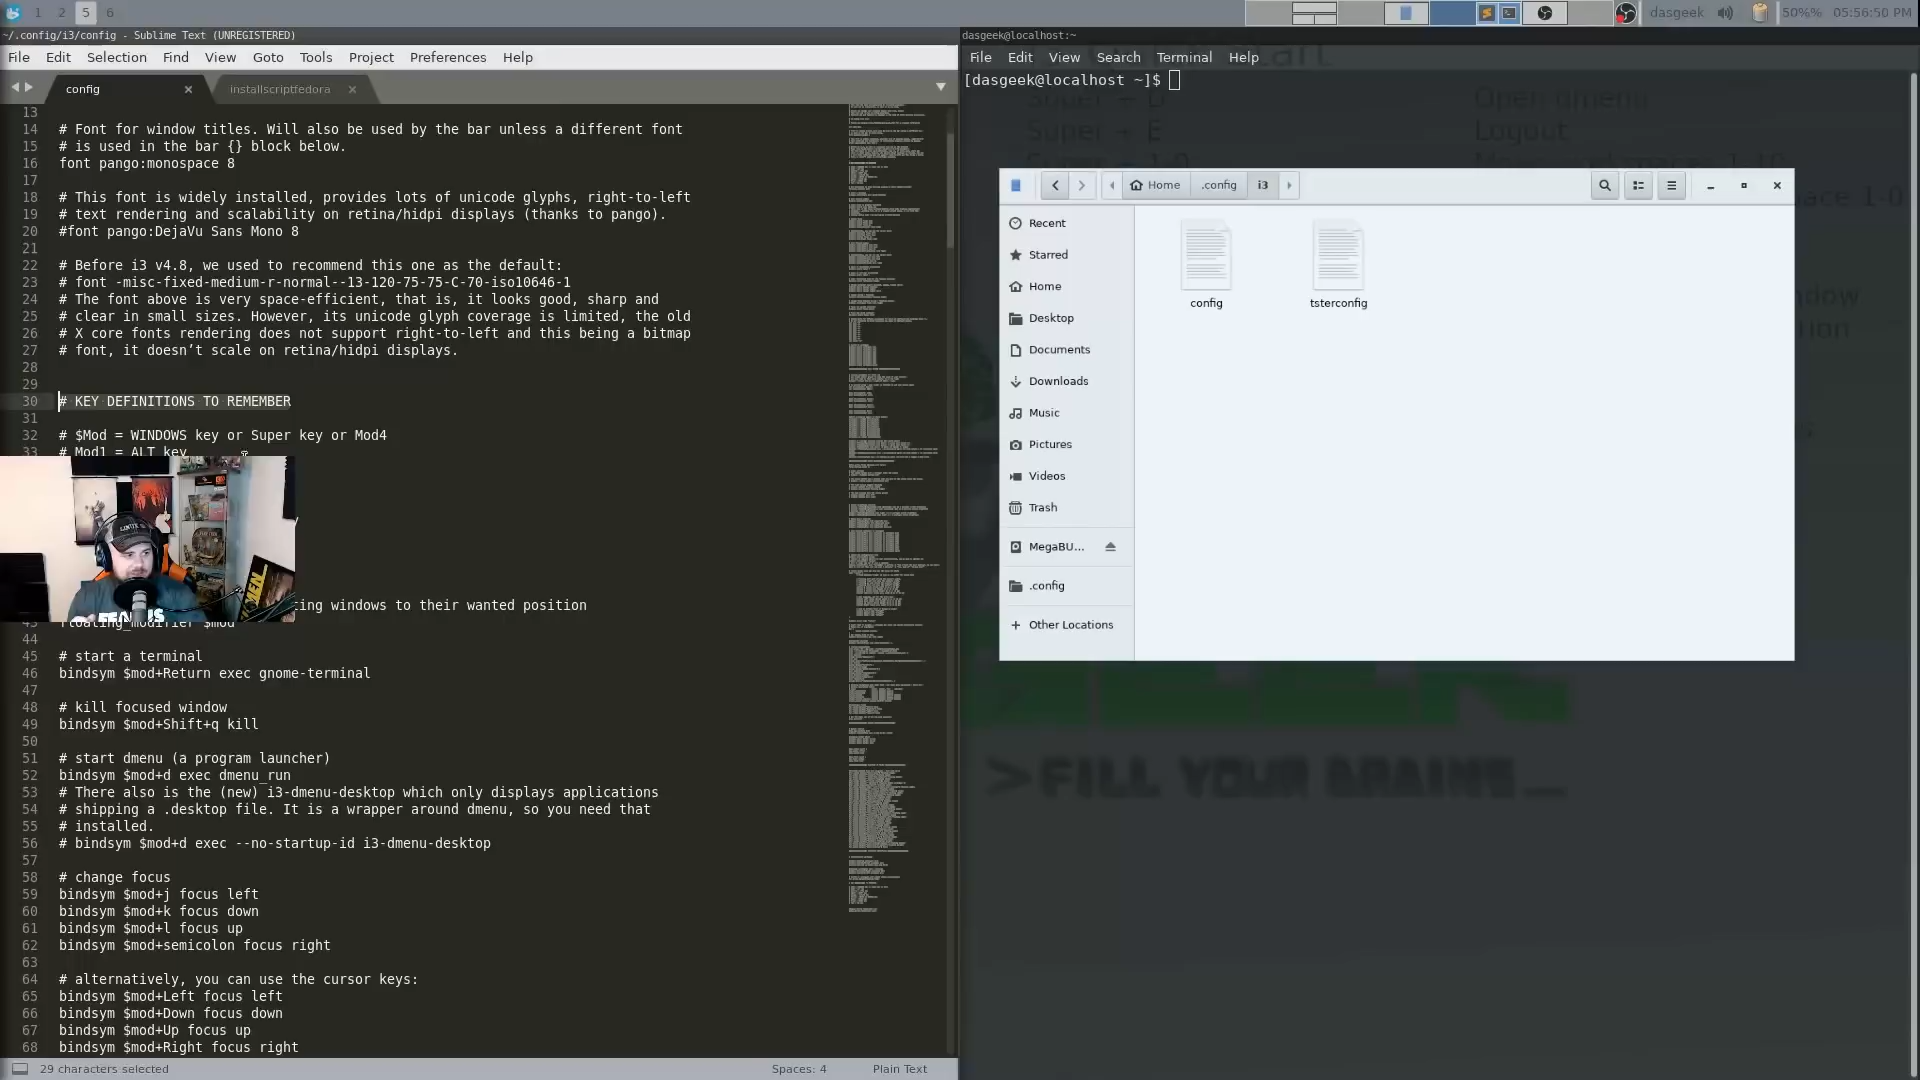 1 2 5 6
dasgeek 50%% 05:56:50 PM
~/.config/i3/config - Sublime Text (UNREGISTERED)
File Edit Selection Find View Goto Tools Project Preferences Help
config installscriptfedora
13
14 # Font for window titles. Will also be used by the bar unless a different font
15 # is used in the bar {} block below.
16 font pango:monospace 8
17
18 # This font is widely installed, provides lots of unicode glyphs, right-to-left
19 # text rendering and scalability on retina/hidpi displays (thanks to pango).
20 #font pango:DejaVu Sans Mono 8
21
22 # Before i3 v4.8, we used to recommend this one as the default:
23 # font -misc-fixed-medium-r-normal--13-120-75-75-C-70-iso10646-1
24 # The font above is very space-efficient, that is, it looks good, sharp and
25 # clear in small sizes. However, its unicode glyph coverage is limited, the old
26 # X core fonts rendering does not support right-to-left and this being a bitmap
27 # font, it doesn’t scale on retina/hidpi displays.
28
29
30 # KEY DEFINITIONS TO REMEMBER
31
32 # $Mod = WINDOWS key or Super key or Mod4
33 # Mod1 = ALT key
windows to their wanted position
43 floating_modifier $mod
44
45 # start a terminal
46 bindsym $mod+Return exec gnome-terminal
47
48 # kill focused window
49 bindsym $mod+Shift+q kill
50
51 # start dmenu (a program launcher)
52 bindsym $mod+d exec dmenu_run
53 # There also is the (new) i3-dmenu-desktop which only displays applications
54 # shipping a .desktop file. It is a wrapper around dmenu, so you need that
55 # installed.
56 # bindsym $mod+d exec --no-startup-id i3-dmenu-desktop
57
58 # change focus
59 bindsym $mod+j focus left
60 bindsym $mod+k focus down
61 bindsym $mod+l focus up
62 bindsym $mod+semicolon focus right
63
64 # alternatively, you can use the cursor keys:
65 bindsym $mod+Left focus left
66 bindsym $mod+Down focus down
67 bindsym $mod+Up focus up
68 bindsym $mod+Right focus right
29 characters selected Spaces: 4 Plain Text
dasgeek@localhost:~
File Edit View Search Terminal Help
[dasgeek@localhost ~]$
Super + D Open dmenu
Super + E Logout
Home .config i3
Recent
Starred
Home
Desktop
Documents
Downloads
Music
Pictures
Videos
Trash
MegaBU...
.config
Other Locations
config tsterconfig
>FILL YOUR BRAINS_